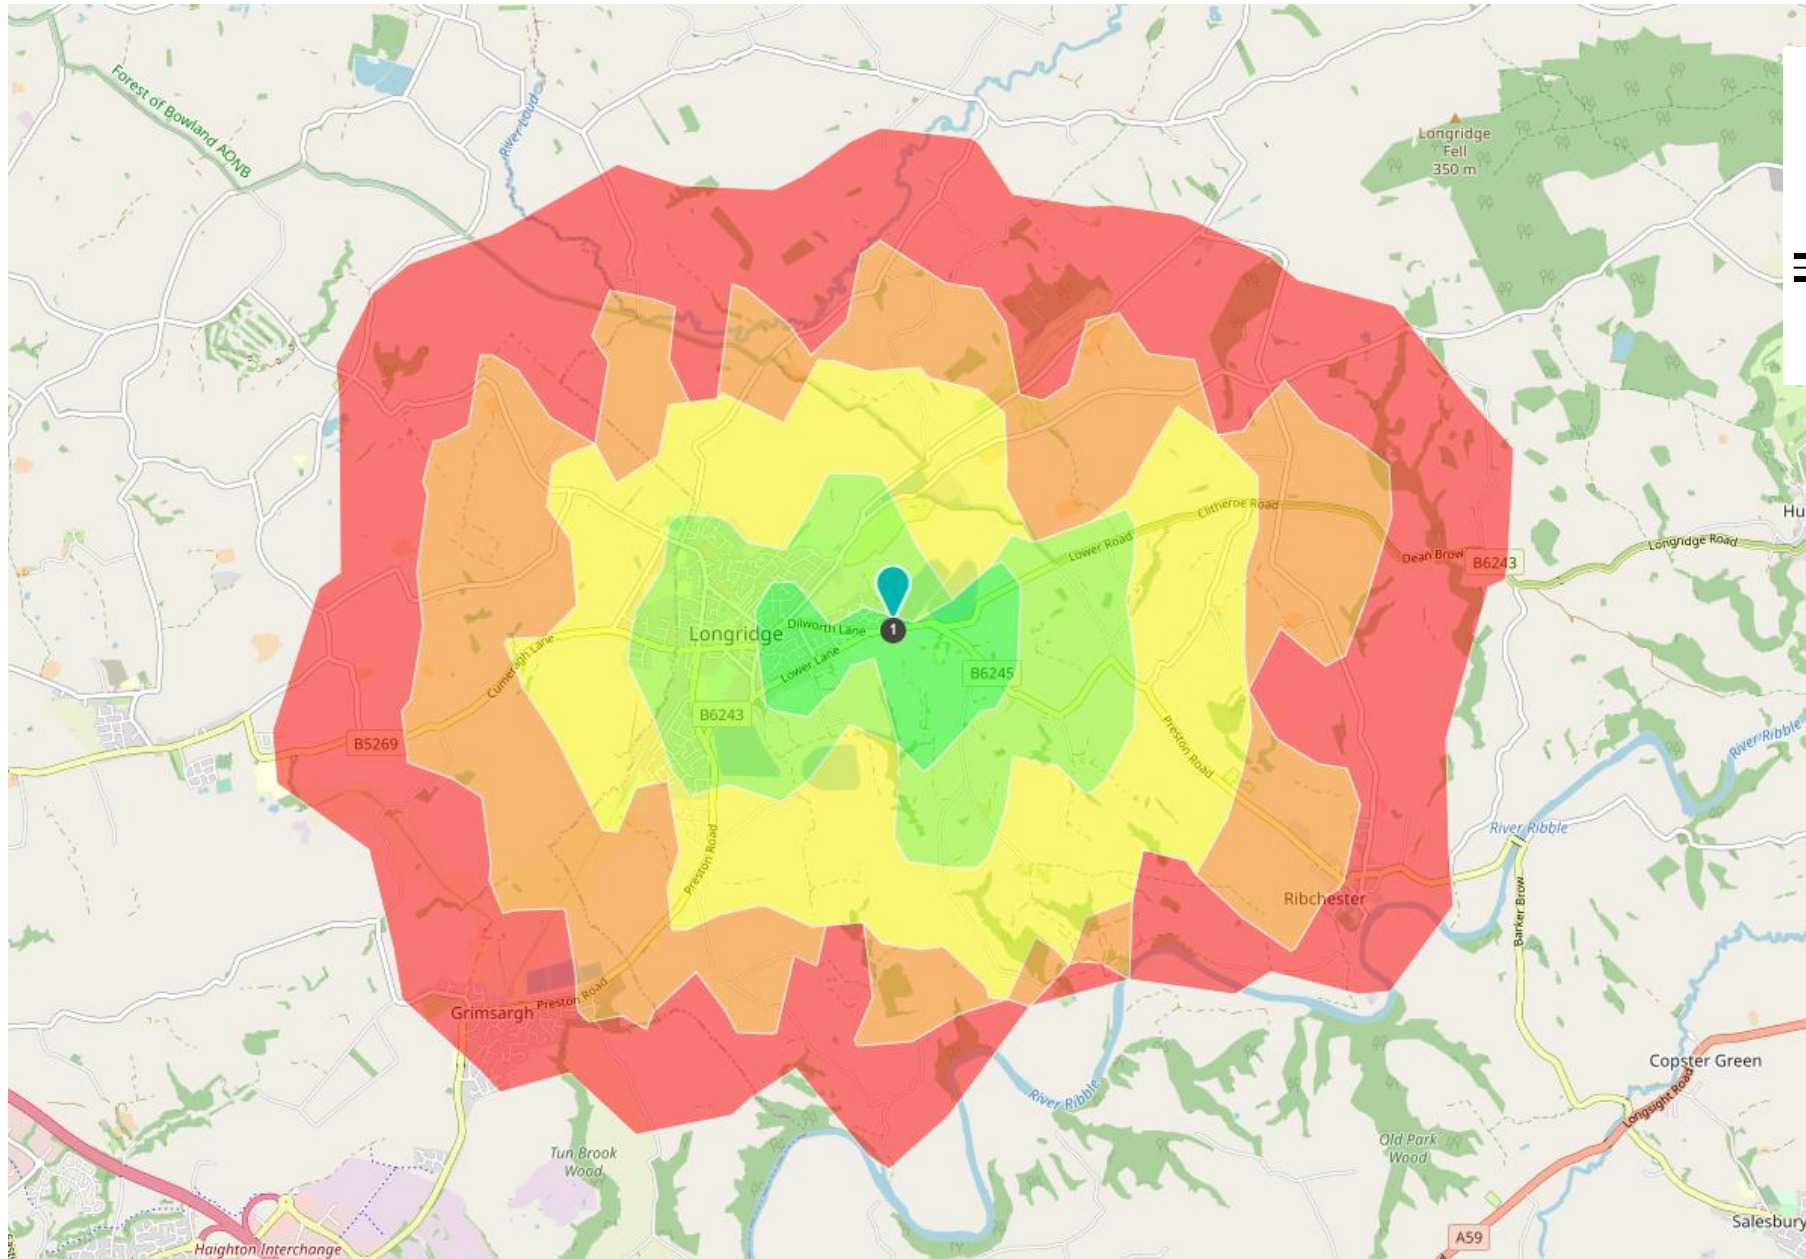 Forest of Bowland AONB
River Loud
Longridge
Fell
350 m
Hu
Clitheroe Road
Lower Road
Longridge Road
Dean Brow
B6243
1
Dilworth Lane
Longridge
Lower Lane
Cumeragh Lane
B6245
B6243
B5269
Preston Road
River Ribble
River Ribble
Preston Road
Ribchester
Barker Brow
Preston Road
Grimsargh
Copster Green
River Ribble
Longsight Road
Tun Brook
Wood
Old Park
Wood
Salesbury
A59
Haighton Interchange